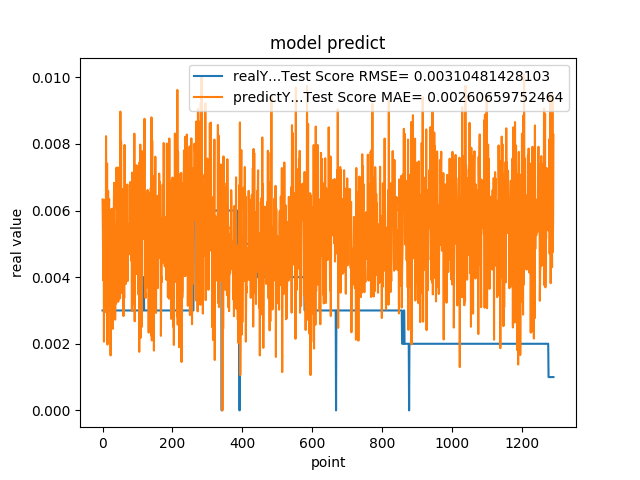 model predict
realY...Test Score RMSE= 0.00310481428103
predictY...Test Score MAE= 0.00260659752464
0.010
0.008
0.006
0.004
0.002
0.000
real value
0 200 400 600 800 1000 1200
point